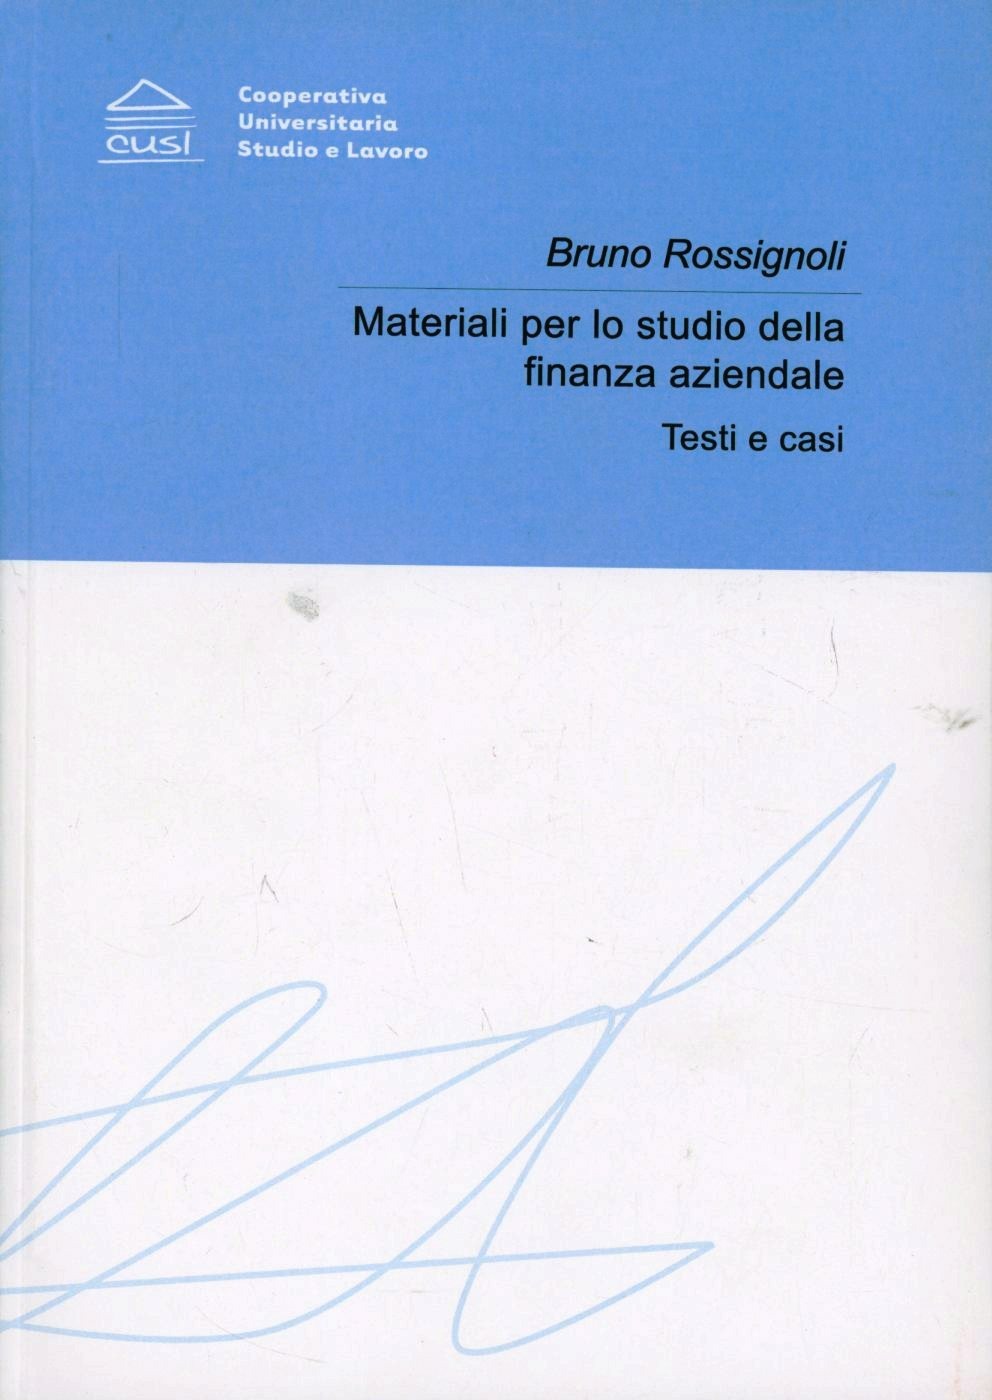 cusl
Cooperativa
Universitaria
Studio e Lavoro
Bruno Rossignoli
Materiali per lo studio della
finanza aziendale
Testi e casi